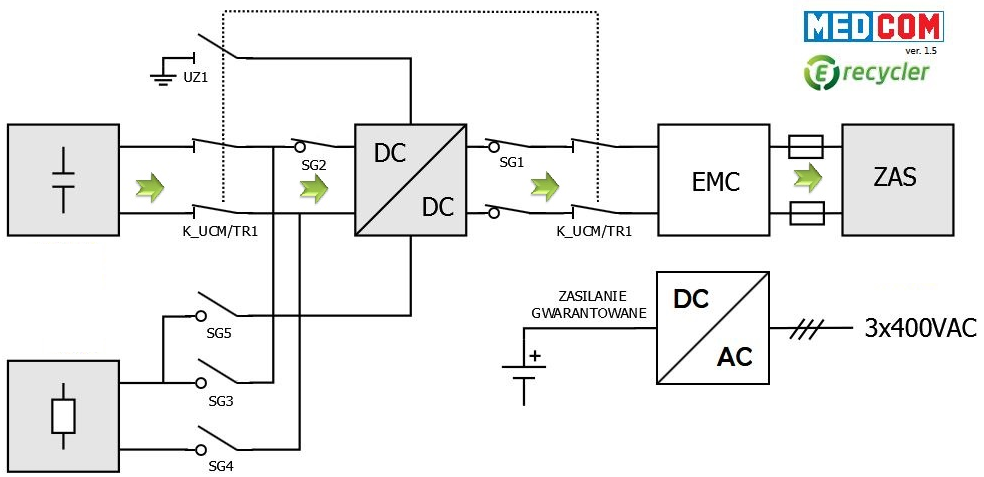 MEDCOM
ver. 1.5
E recycler
UZ1
SG2
DC
DC
SG1
EMC
ZAS
K_UCM/TR1
K_UCM/TR1
SG5
SG3
SG4
ZASILANIE
GWARANTOWANE
+
DC
AC
3x400VAC